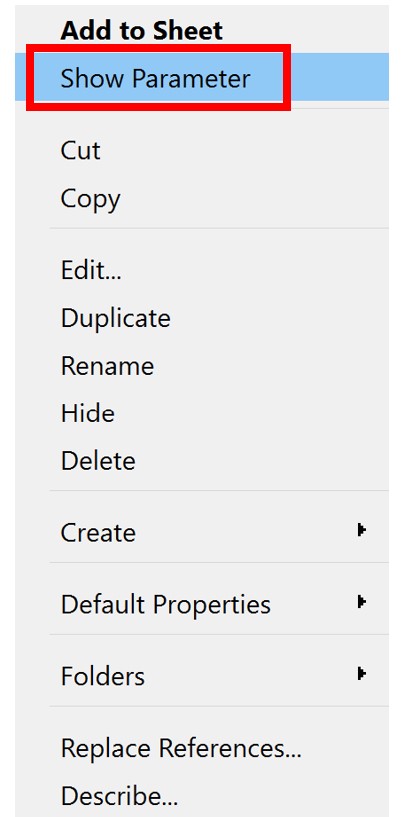 Add to Sheet
Show Parameter
Cut
Copy
Edit...
Duplicate
Rename
Hide
Delete
Create
Default Properties
Folders
Replace References...
Describe...